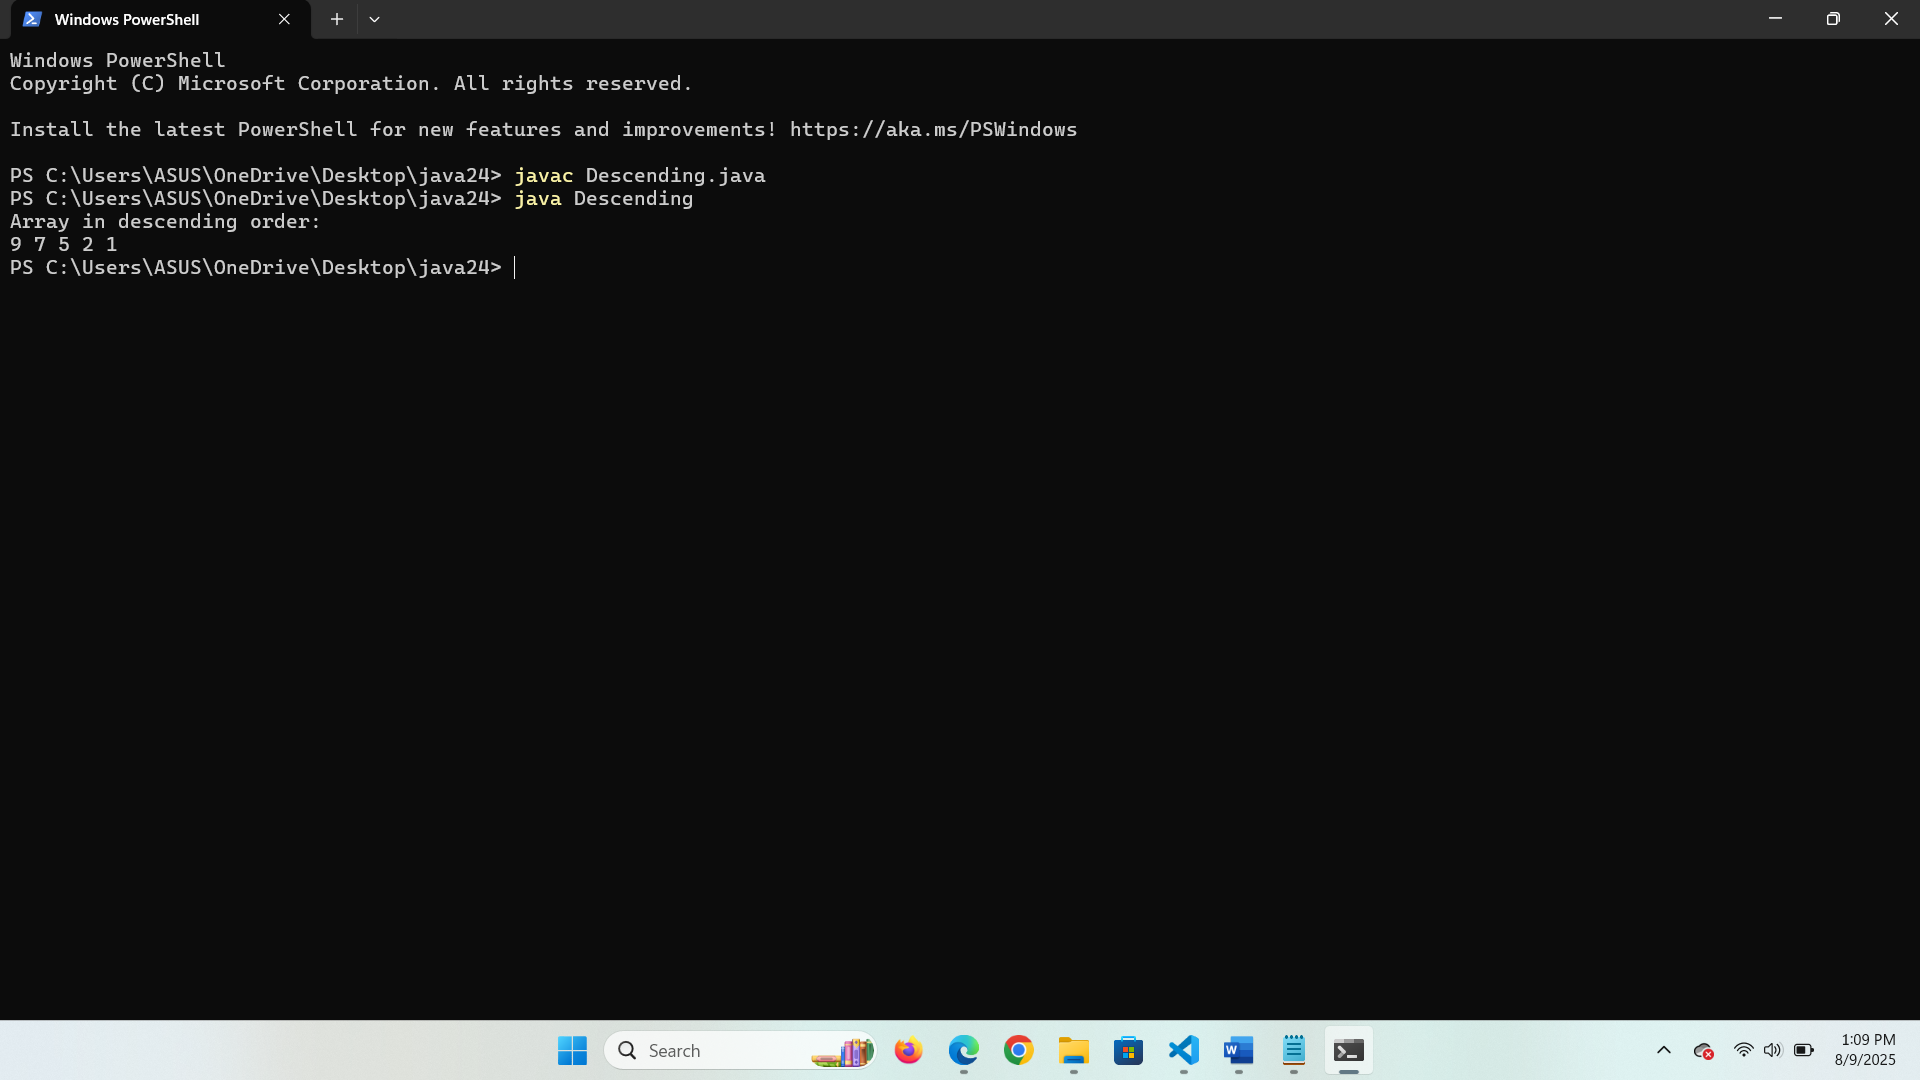 Windows PowerShell
Windows PowerShell
Copyright (C) Microsoft Corporation. All rights reserved.
Install the latest PowerShell for new features and improvements! https://aka.ms/PSWindows
PS C:\Users\ASUS\OneDrive\Desktop\java24> javac Descending.java
PS C:\Users\ASUS\OneDrive\Desktop\java24> java Descending
Array in descending order:
9 7 5 2 1
PS C:\Users\ASUS\OneDrive\Desktop\java24>
Search
1:09 PM
8/9/2025